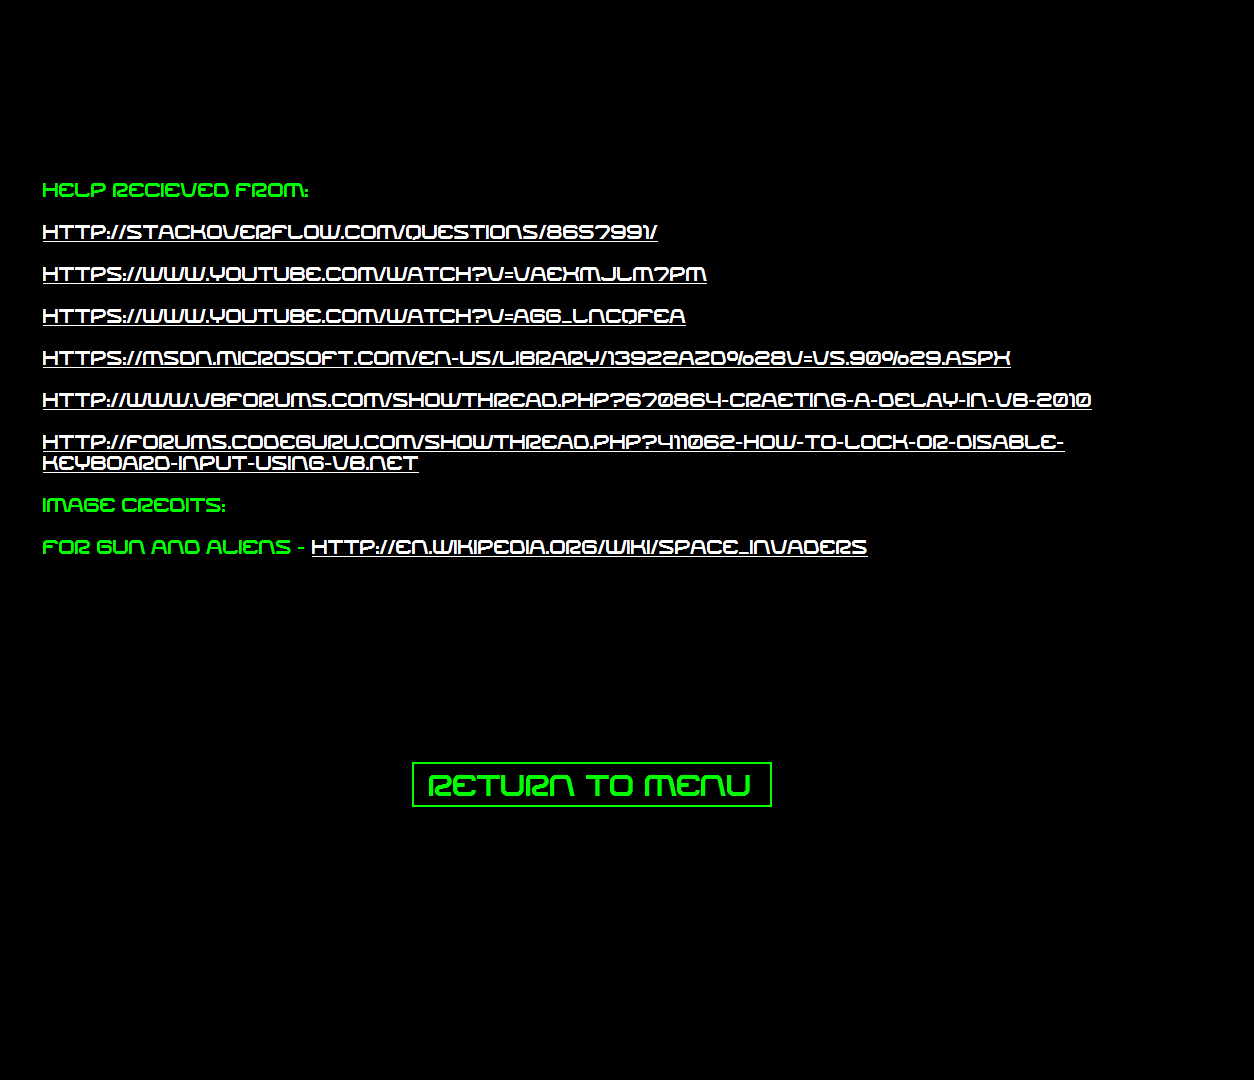 HELP RECIEVED FROM:
HTTP://STACKOVERFLOW.COM/QUESTIONS/8657991/
HTTPS://WWW.YOUTUBE.COM/WATCH?V=VAEXMJLM7PM
HTTPS://WWW.YOUTUBE.COM/WATCH?V=AGG_LNCQFEA
HTTPS://MSDN.MICROSOFT.COM/EN-US/LIBRARY/139Z2AZD%28V=VS.90%29.ASPX
HTTP://WWW.VBFORUMS.COM/SHOWTHREAD.PHP?670864-CRAETING-A-DELAY-IN-VB-2010
HTTP://FORUMS.CODEGURU.COM/SHOWTHREAD.PHP?411062-HOW-TO-LOCK-OR-DISABLE-
KEYBOARD-INPUT-USING-VB.NET
IMAGE CREDITS:
FOR GUN AND ALIENS - HTTP://EN.WIKIPEDIA.ORG/WIKI/SPACE_INVADERS
RETURN TO MENU